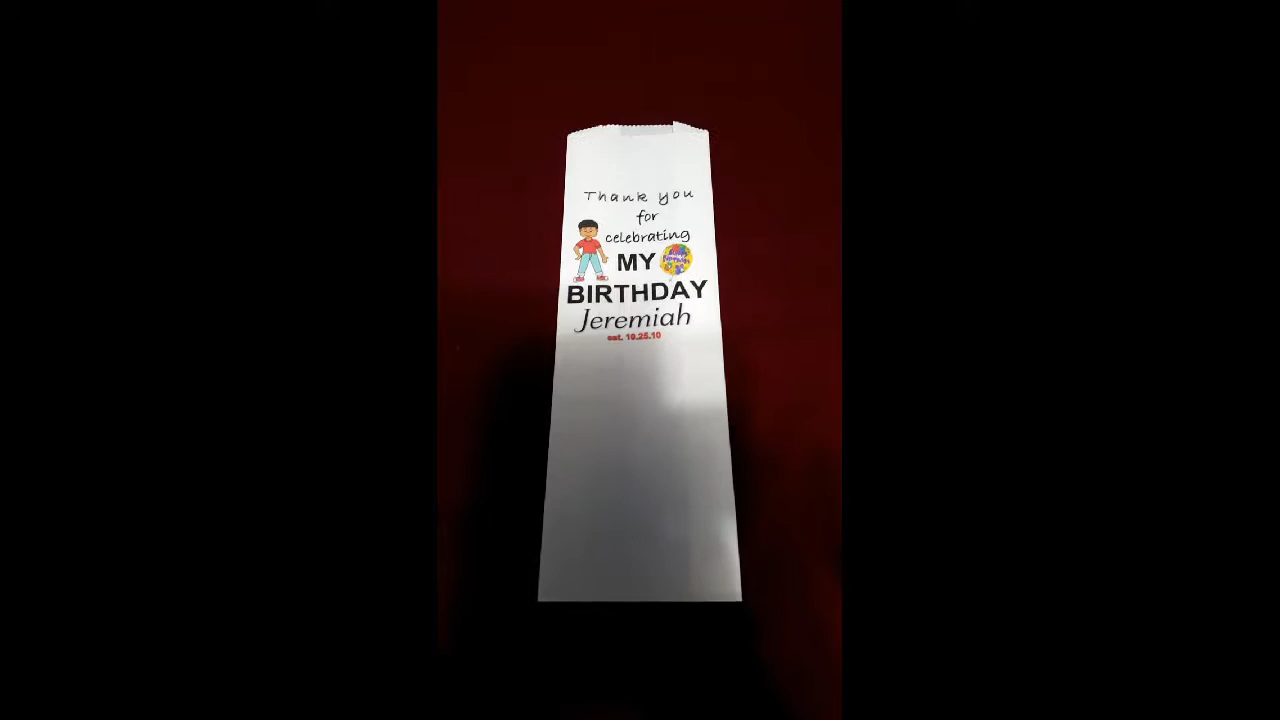 Thank you
for
celebrating
MY
BIRTHDAY
Jeremiah
est. 10.25.10